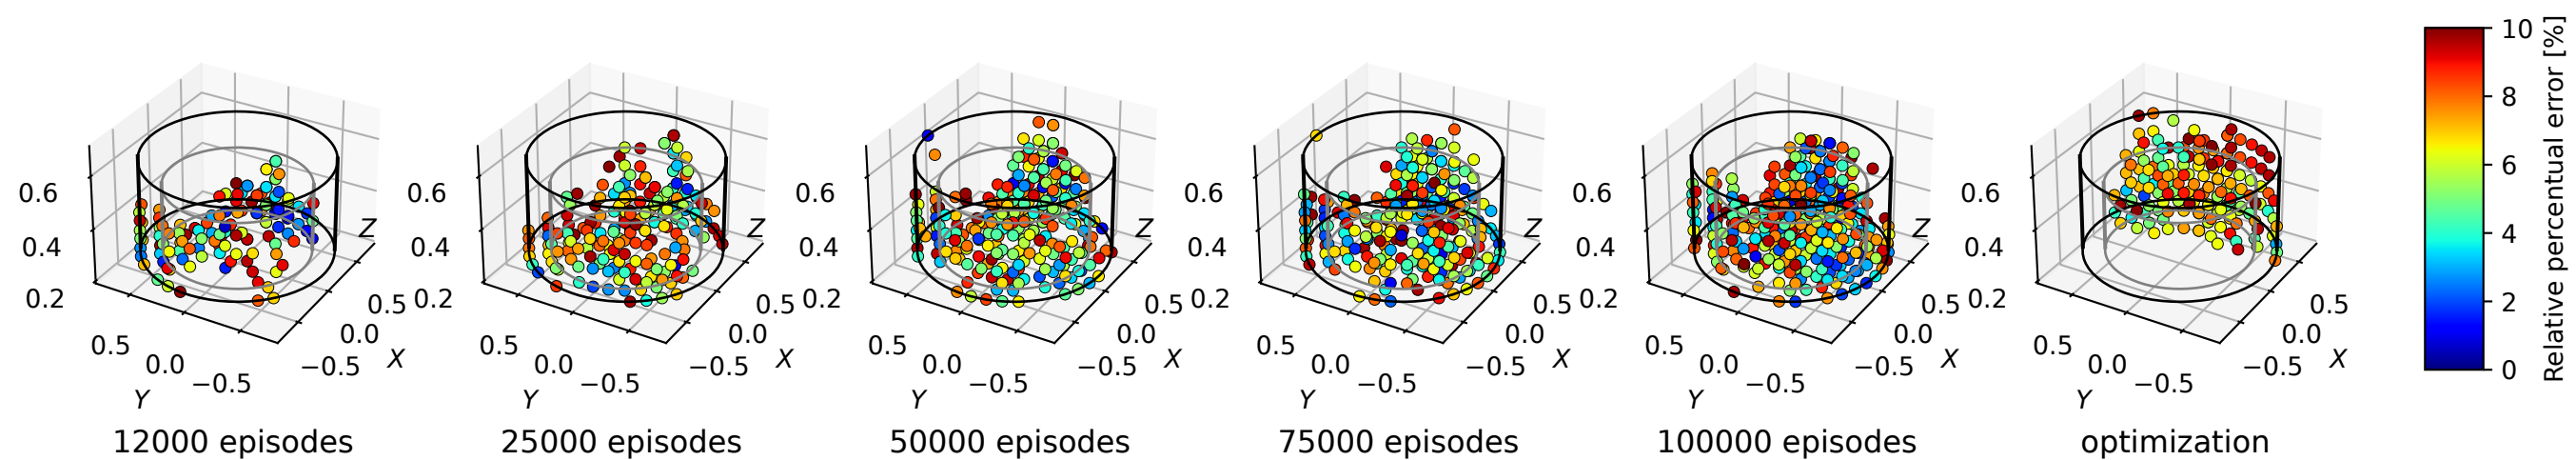 0.6
0.4
0.2
0.5
0.0
−0.5
Y
−0.5
0.0
0.5
X
Z
12000 episodes
0.6
0.4
0.2
0.5
0.0
−0.5
Y
−0.5
0.0
0.5
X
Z
25000 episodes
0.6
0.4
0.2
0.5
0.0
−0.5
Y
−0.5
0.0
0.5
X
Z
50000 episodes
0.6
0.4
0.2
0.5
0.0
−0.5
Y
−0.5
0.0
0.5
X
Z
75000 episodes
0.6
0.4
0.2
0.5
0.0
−0.5
Y
−0.5
0.0
0.5
X
Z
100000 episodes
0.6
0.4
0.2
0.5
0.0
−0.5
Y
−0.5
0.0
0.5
X
optimization
10
8
6
4
2
0
Relative percentual error [%]